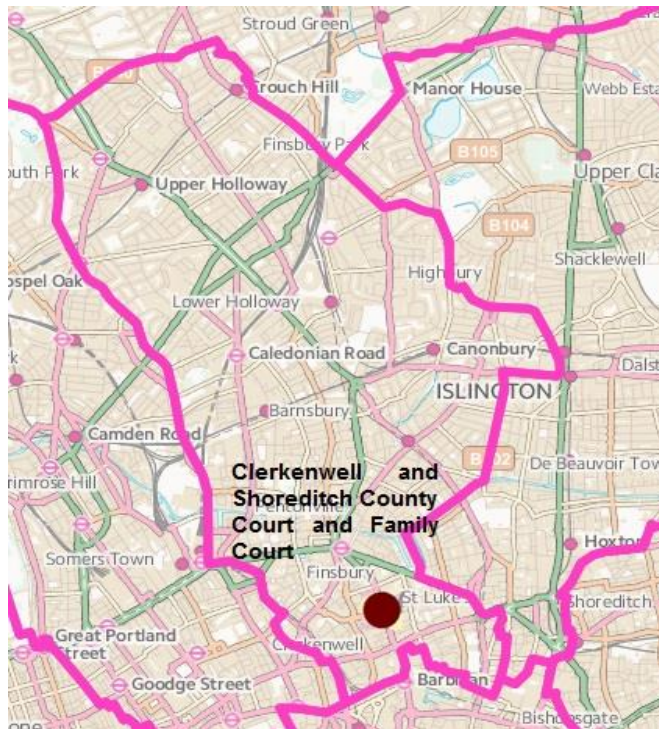 Stroud Green
Crouch Hill
Manor House
Webb Esta
Finsbury Park
B105
outh Park
Upper Holloway
Upper Cla
B104
Shacklewell
ospel Oak
Highbury
Lower Holloway
Caledonian Road
Canonbury
Dalst
ISLINGTON
Barnsbury
Camden Road
De Beauvoir Tow
rimrose Hill
Clerkenwell and
Shoreditch County
Court and Family
Court
Pentonville
Somers Town
Hoxton
Finsbury
St Luke
Shoreditch
Great Portland
Street
Clerkenwell
Goodge Street
Barbican
Bishopsgate